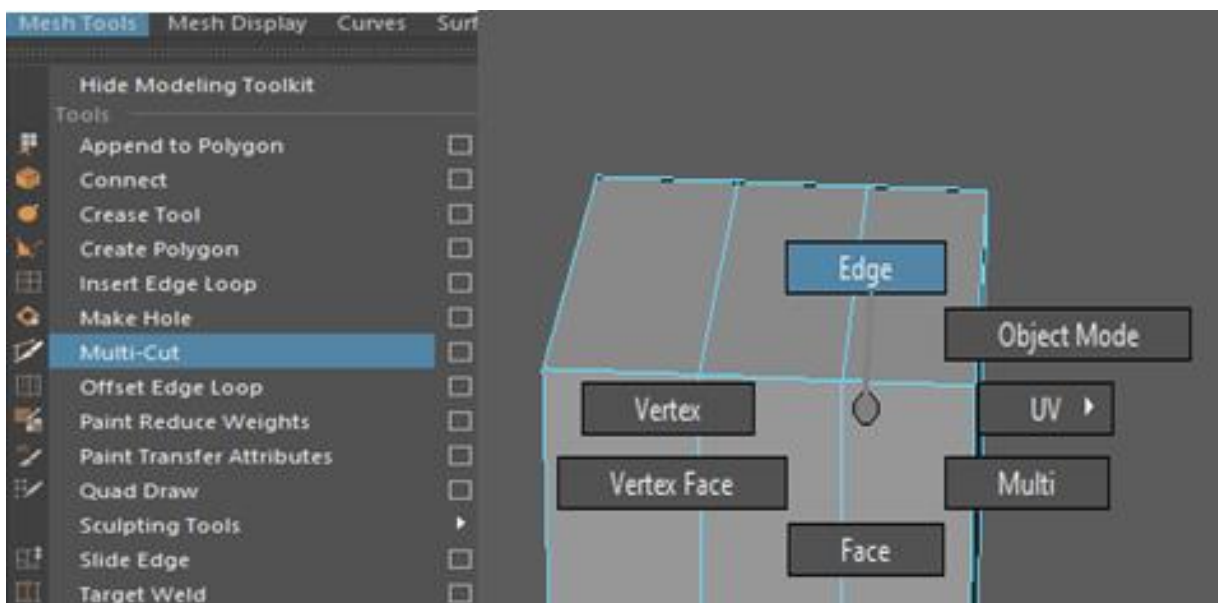 Mesh Tools Mesh Display Curves Surf
Hide Modeling Toolkit
Tools
Append to Polygon
Connect
Crease Tool
Create Polygon
Insert Edge Loop
Make Hole
Multi-Cut
Offset Edge Loop
Paint Reduce Weights
Paint Transfer Attributes
Quad Draw
Sculpting Tools
Slide Edge
Target Weld
Edge
Object Mode
Vertex
UV
Vertex Face
Multi
Face